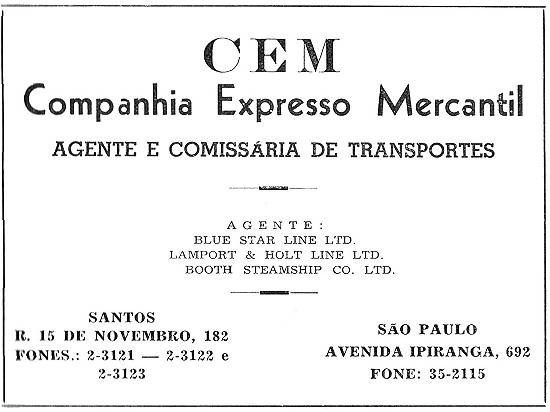 CEM
Companhia Expresso Mercantil
AGENTE E COMISSÁRIA DE TRANSPORTES
AGENTE:
BLUE STAR LINE LTD.
LAMPORT & HOLT LINE LTD.
BOOTH STEAMSHIP CO. LTD.
SANTOS
R. 15 DE NOVEMBRO, 182
FONES.: 2-3121 — 2-3122 e
2-3123
SÃO PAULO
AVENIDA IPIRANGA, 692
FONE: 35-2115